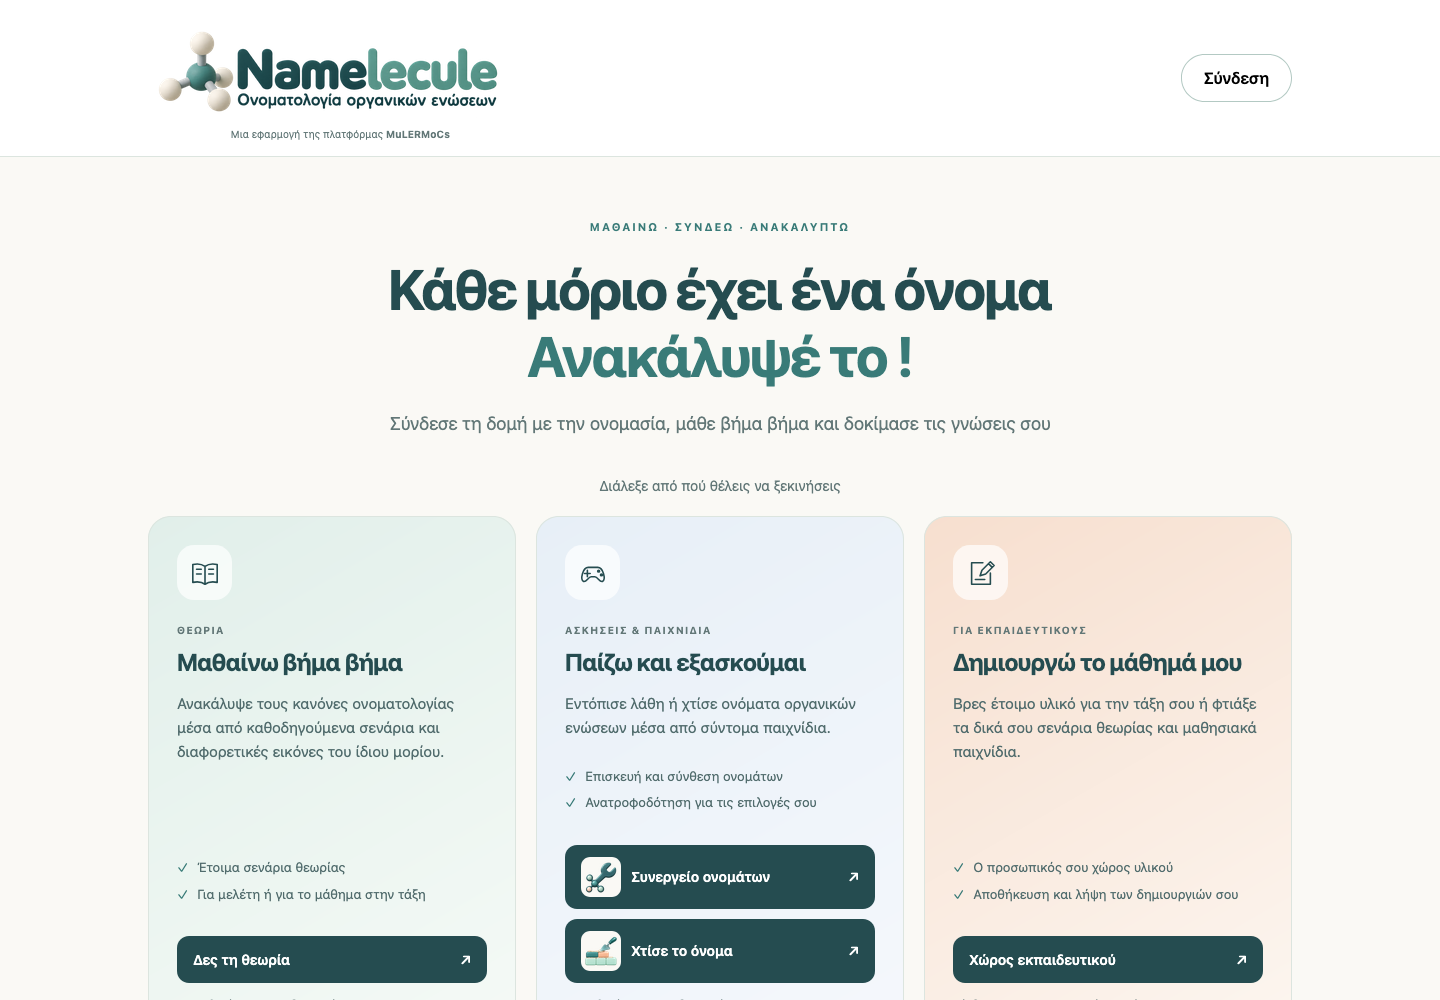 Namelecule
Ονοματολογία οργανικών ενώσεων
Μια εφαρμογή της πλατφόρμας MuLERMoCs
Σύνδεση
ΜΑΘΑΙΝΩ · ΣΥΝΔΕΩ · ΑΝΑΚΑΛΥΠΤΩ
Κάθε μόριο έχει ένα όνομα
Ανακάλυψέ το !
Σύνδεσε τη δομή με την ονομασία, μάθε βήμα βήμα και δοκίμασε τις γνώσεις σου
Διάλεξε από πού θέλεις να ξεκινήσεις
ΘΕΩΡΙΑ
Μαθαίνω βήμα βήμα
Ανακάλυψε τους κανόνες ονοματολογίας
μέσα από καθοδηγούμενα σενάρια και
διαφορετικές εικόνες του ίδιου μορίου.
✓ Έτοιμα σενάρια θεωρίας
✓ Για μελέτη ή για το μάθημα στην τάξη
Δες τη θεωρία
ΑΣΚΗΣΕΙΣ & ΠΑΙΧΝΙΔΙΑ
Παίζω και εξασκούμαι
Εντόπισε λάθη ή χτίσε ονόματα οργανικών
ενώσεων μέσα από σύντομα παιχνίδια.
✓ Επισκευή και σύνθεση ονομάτων
✓ Ανατροφοδότηση για τις επιλογές σου
Συνεργείο ονομάτων
Χτίσε το όνομα
ΓΙΑ ΕΚΠΑΙΔΕΥΤΙΚΟΥΣ
Δημιουργώ το μάθημά μου
Βρες έτοιμο υλικό για την τάξη σου ή φτιάξε
τα δικά σου σενάρια θεωρίας και μαθησιακά
παιχνίδια.
✓ Ο προσωπικός σου χώρος υλικού
✓ Αποθήκευση και λήψη των δημιουργιών σου
Χώρος εκπαιδευτικού